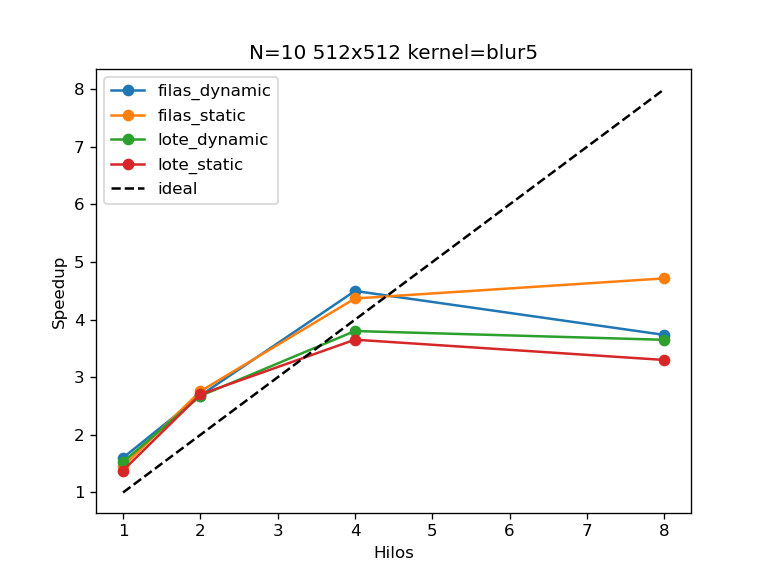 N=10 512x512 kernel=blur5
filas_dynamic
filas_static
lote_dynamic
lote_static
ideal
Speedup
8
7
6
5
4
3
2
1
1 2 3 4 5 6 7 8
Hilos